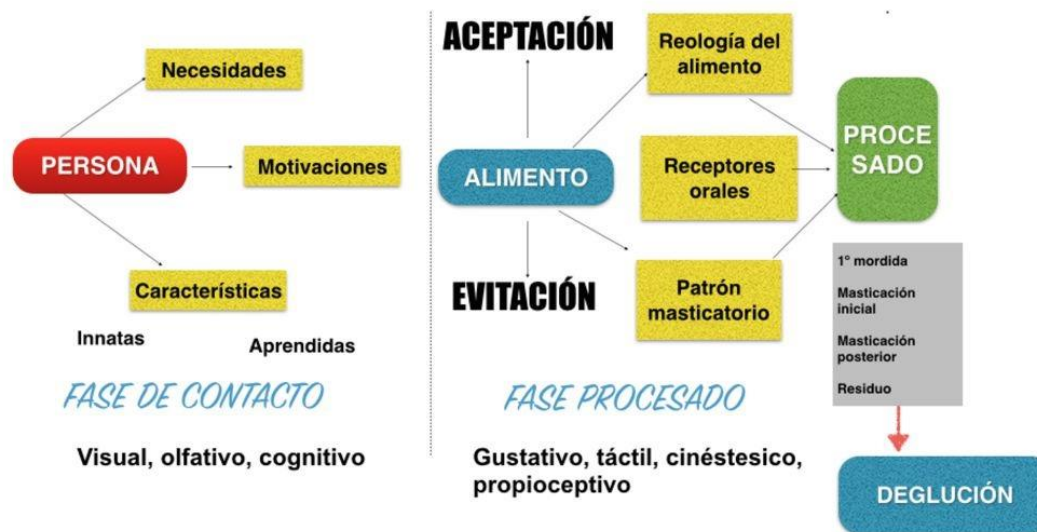 Necesidades
PERSONA
Motivaciones
Características
Innatas
Aprendidas
FASE DE CONTACTO
Visual, olfativo, cognitivo
ACEPTACIÓN
Reología del
alimento
ALIMENTO
Receptores
orales
EVITACIÓN
Patrón
masticatorio
PROCE
SADO
1º mordida
Masticación
inicial
Masticación
posterior
Residuo
FASE PROCESADO
Gustativo, táctil, cinéstesico,
propioceptivo
DEGLUCIÓN